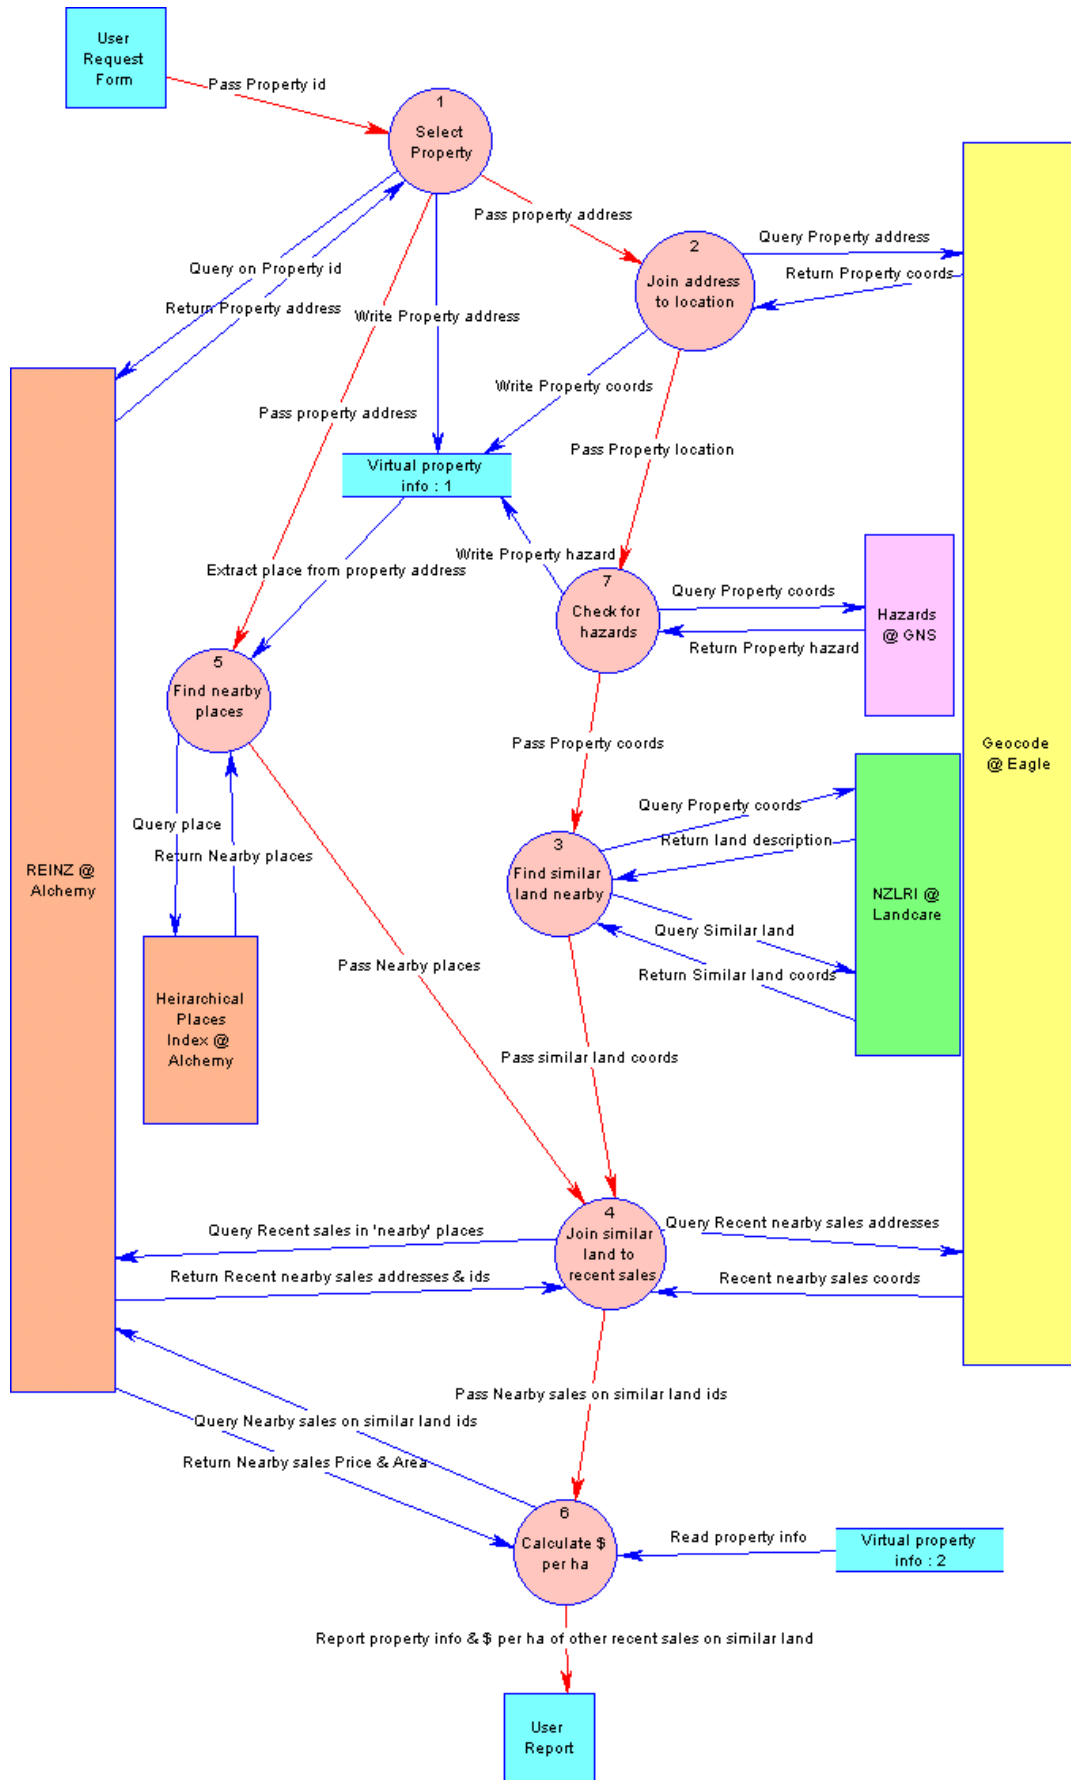 User
Request
Form
Pass Property id
1
Select
Property
Pass property address
Query Property address
2
Join address
to location
Return Property coords
Query on Property id
Return Property address
Write Property address
Write Property coords
Pass property address
Pass Property location
Virtual property
info : 1
Write Property hazard
Extract place from property address
7
Check for
hazards
Query Property coords
Return Property hazard
Hazards
@ GNS
5
Find nearby
places
Pass Property coords
Geocode
@ Eagle
Query place
Return Nearby places
REINZ @
Alchemy
Query Property coords
Return land description
3
Find similar
land nearby
NZLRI @
Landcare
Query Similar land
Return Similar land coords
Pass Nearby places
Heirarchical
Places
Index @
Alchemy
Pass similar land coords
4
Join similar
land to
recent sales
Query Recent sales in 'nearby' places
Query Recent nearby sales addresses
Return Recent nearby sales addresses & ids
Recent nearby sales coords
Pass Nearby sales on similar land ids
Query Nearby sales on similar land ids
Return Nearby sales Price & Area
6
Calculate $
per ha
Read property info
Virtual property
info : 2
Report property info & $ per ha of other recent sales on similar land
User
Report